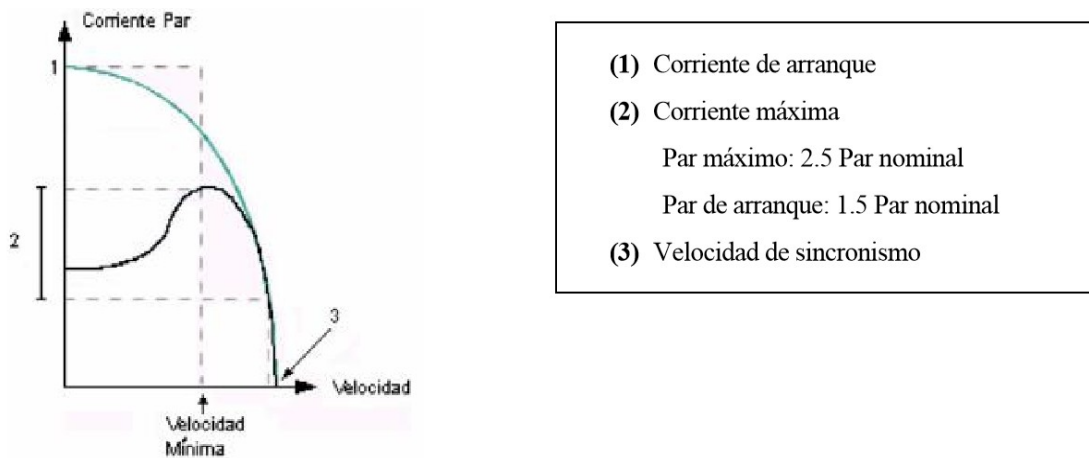 Corriente Par
1
2
3
Velocidad
Velocidad
Mínima
(1) Corriente de arranque
(2) Corriente máxima
Par máximo: 2.5 Par nominal
Par de arranque: 1.5 Par nominal
(3) Velocidad de sincronismo